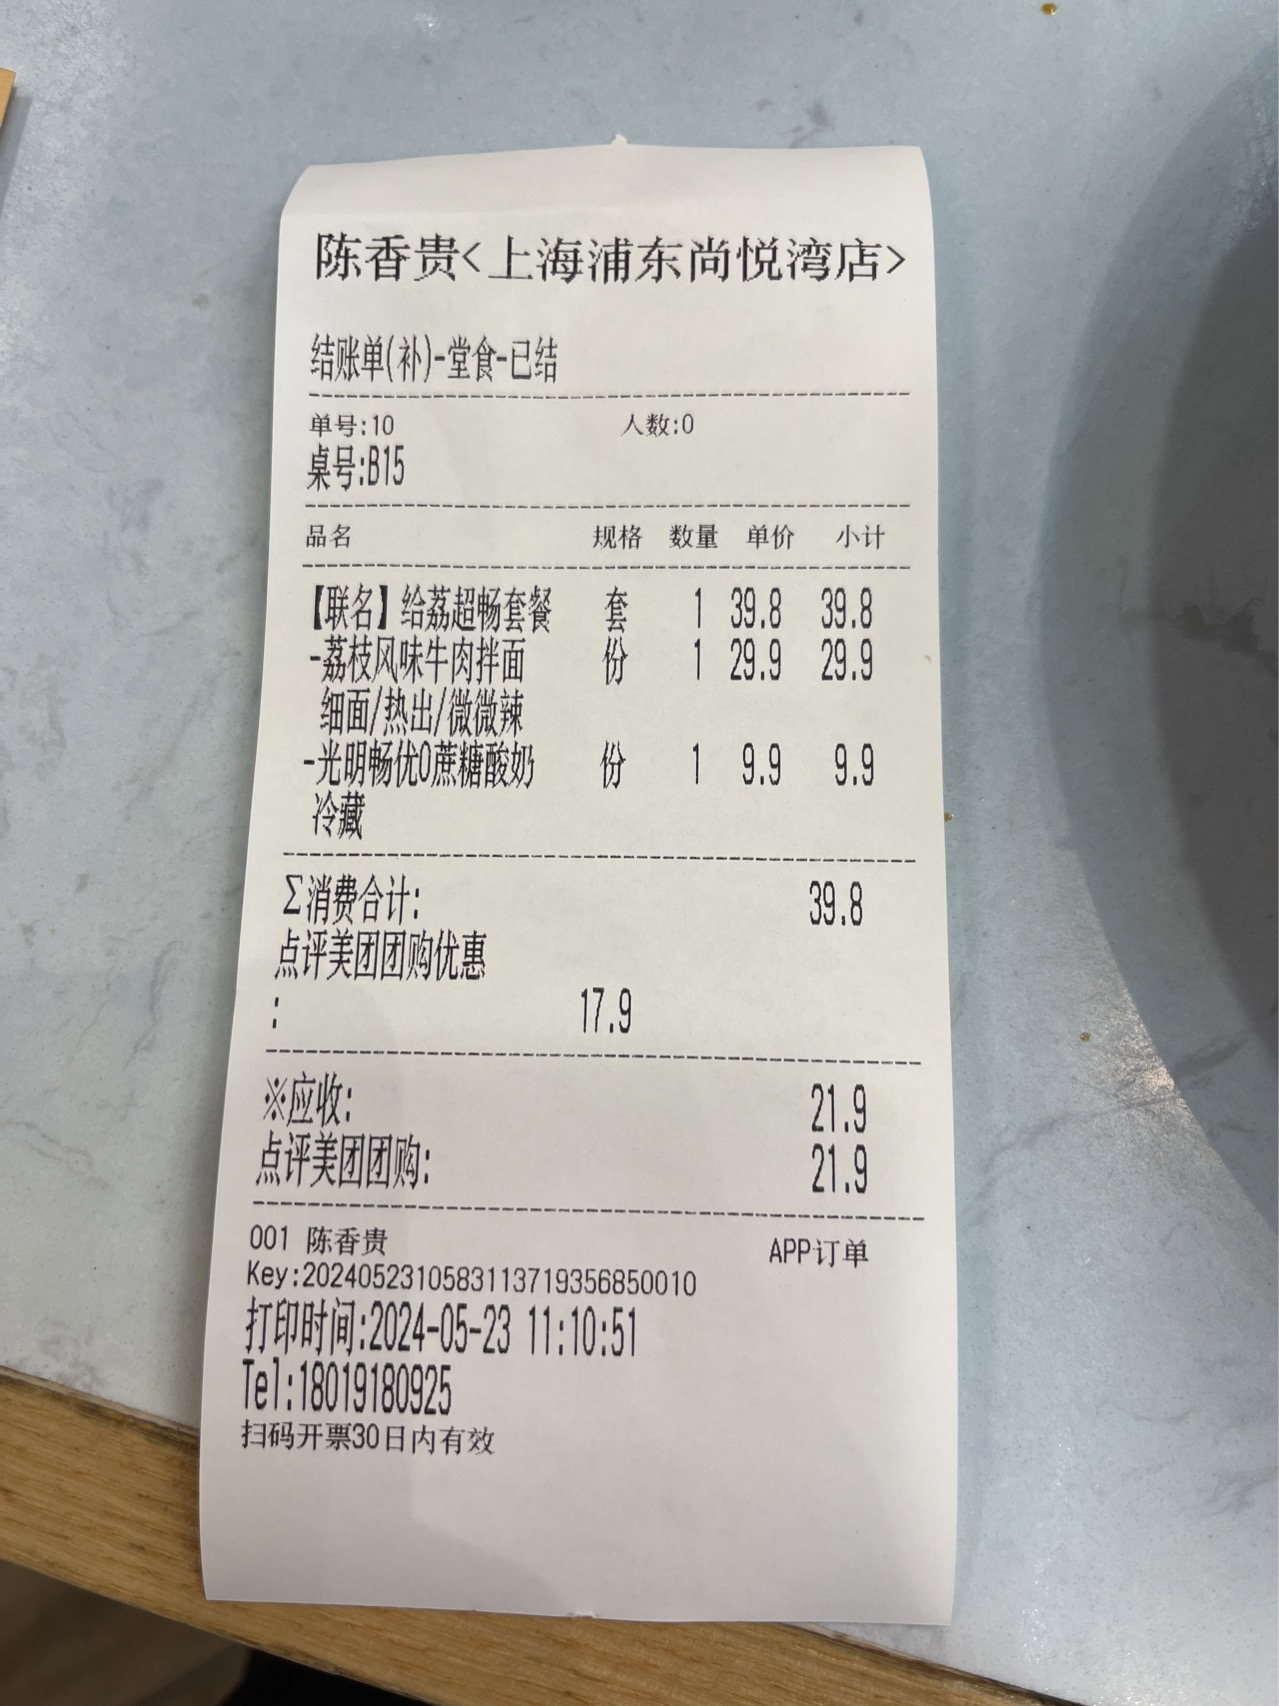 陈香贵<上海浦东尚悦湾店>
结账单(补)-堂食-已结
单号:10 人数:0
桌号:B15
品名 规格 数量 单价 小计
【联名】给荔超畅套餐 套 1 39.8 39.8
-荔枝风味牛肉拌面 份 1 29.9 29.9
细面/热出/微微辣
-光明畅优0蔗糖酸奶 份 1 9.9 9.9
冷藏
Σ消费合计: 39.8
点评美团团购优惠
: 17.9
※应收: 21.9
点评美团团购: 21.9
001 陈香贵 APP订单
Key:202405231058311371935685​0010
打印时间:2024-05-23 11:10:51
Tel:18019180925
扫码开票30日内有效